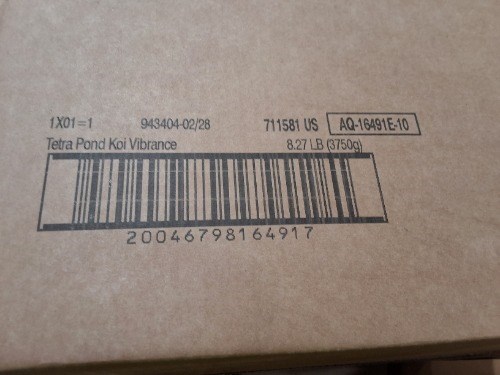 1X01=1 943404-02/28 711581 US AQ-16491E-10
Tetra Pond Koi Vibrance 8.27 LB (3750g)
20046798164917